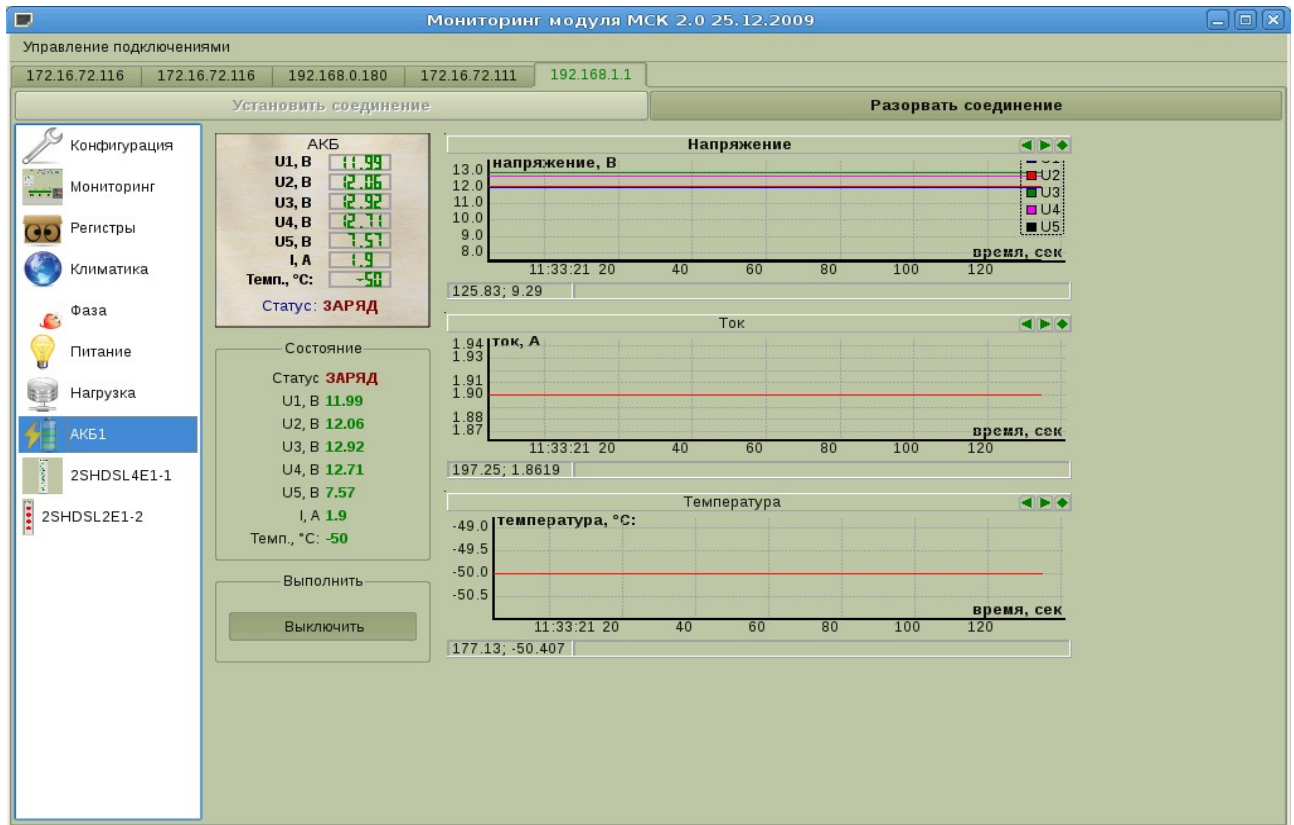 Мониторинг модуля МСК 2.0 25.12.2009
Управление подключениями
172.16.72.116 172.16.72.116 192.168.0.180 172.16.72.111 192.168.1.1
Установить соединение Разорвать соединение
Конфигурация
Мониторинг
Регистры
Климатика
Фаза
Питание
Нагрузка
АКБ1
2SHDSL4E1-1
2SHDSL2E1-2
АКБ
U1, В 11.99
U2, В 12.06
U3, В 12.92
U4, В 12.71
U5, В 7.57
I, А 1.9
Темп., °С: -50
Статус: ЗАРЯД
Состояние
Статус ЗАРЯД
U1, В 11.99
U2, В 12.06
U3, В 12.92
U4, В 12.71
U5, В 7.57
I, А 1.9
Темп., °С: -50
Выполнить
Выключить
Напряжение
напряжение, В
13.0
12.0
11.0
10.0
9.0
8.0
U2
U3
U4
U5
время, сек
11:33:21 20 40 60 80 100 120
125.83; 9.29
Ток
ток, А
1.94
1.93
1.91
1.90
1.88
1.87
время, сек
11:33:21 20 40 60 80 100 120
197.25; 1.8619
Температура
температура, °С:
-49.0
-49.5
-50.0
-50.5
время, сек
11:33:21 20 40 60 80 100 120
177.13; -50.407